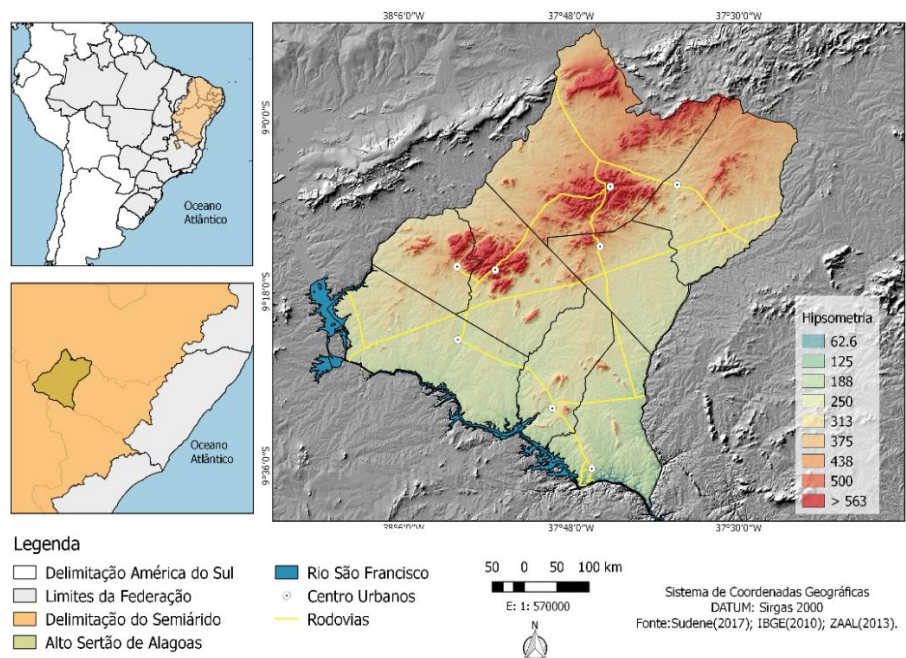 38°6'0"W
37°48'0"W
37°30'0"W
9°0'0"S
9°18'0"S
9°36'0"S
Oceano
Atlântico
Oceano
Atlântico
Hipsometria
62.6
125
188
250
313
375
438
500
> 563
38°6'0"W
37°48'0"W
37°30'0"W
Legenda
Delimitação América do Sul
Limites da Federação
Delimitação do Semiárido
Alto Sertão de Alagoas
Rio São Francisco
Centro Urbanos
Rodovias
50 0 50 100 km
E: 1: 570000
N
Sistema de Coordenadas Geográficas
DATUM: Sirgas 2000
Fonte:Sudene(2017); IBGE(2010); ZAAL(2013).